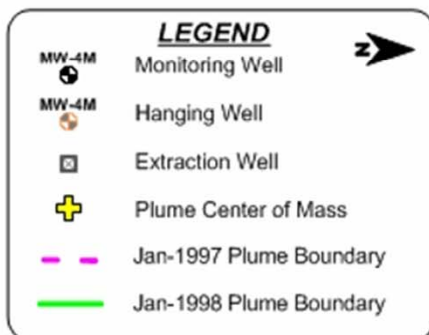 LEGEND
N
MW-4M
Monitoring Well
MW-4M
Hanging Well
Extraction Well
Plume Center of Mass
Jan-1997 Plume Boundary
Jan-1998 Plume Boundary